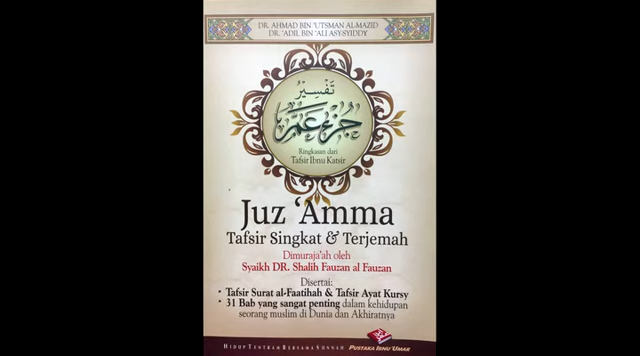 DR. AHMAD BIN 'UTSMAN AL-MAZID
DR. 'ADIL BIN 'ALI ASY-SYIDDY
تَفْسِيْرُ
جُزْءِ عَمَّ
Ringkasan dari
Tafsir Ibnu Katsir
Juz ‘Amma
Tafsir Singkat & Terjemah
Dimuraja'ah oleh
Syaikh DR. Shalih Fauzan al Fauzan
Disertai:
• Tafsir Surat al-Faatihah & Tafsir Ayat Kursy
• 31 Bab yang sangat penting dalam kehidupan
seorang muslim di Dunia dan Akhiratnya
HIDUP TENTRAM BERSAMA SUNNAH
PUSTAKA IBNU 'UMAR